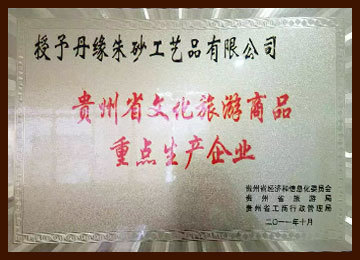 授予丹缘朱砂工艺品有限公司
贵州省文化旅游商品
重点生产企业
贵州省经济和信息化委员会
贵州省旅游局
贵州省工商行政管理局
二〇一一年十月